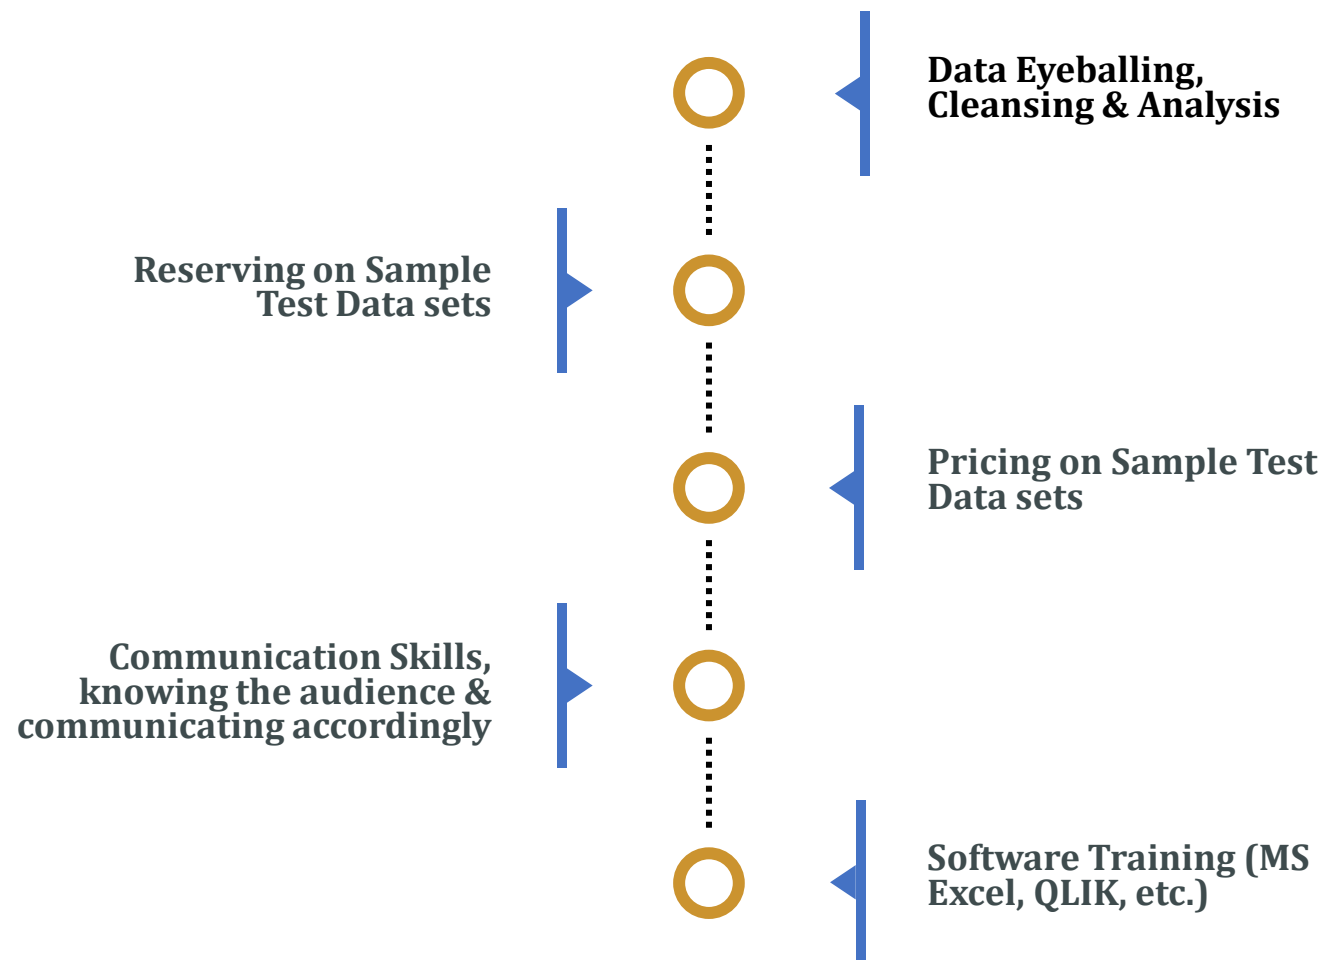 Data Eyeballing,
Cleansing & Analysis
Reserving on Sample
Test Data sets
Pricing on Sample Test
Data sets
Communication Skills,
knowing the audience &
communicating accordingly
Software Training (MS
Excel, QLIK, etc.)